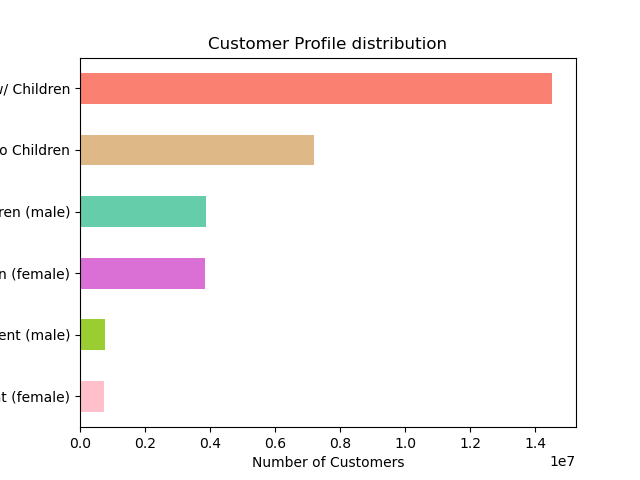 Customer Profile distribution
w/ Children
o Children
ren (male)
n (female)
ent (male)
t (female)
0.0 0.2 0.4 0.6 0.8 1.0 1.2 1.4
1e7
Number of Customers